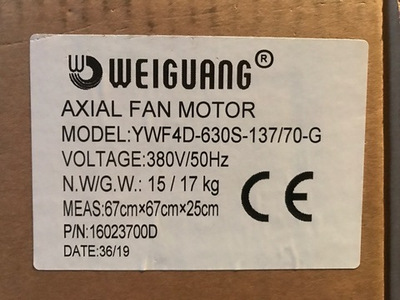 WEIGUANG®
AXIAL FAN MOTOR
MODEL:YWF4D-630S-137/70-G
VOLTAGE:380V/50Hz
N.W/G.W.: 15 / 17 kg
MEAS:67cm×67cm×25cm
P/N:16023700D
DATE:36/19
CE